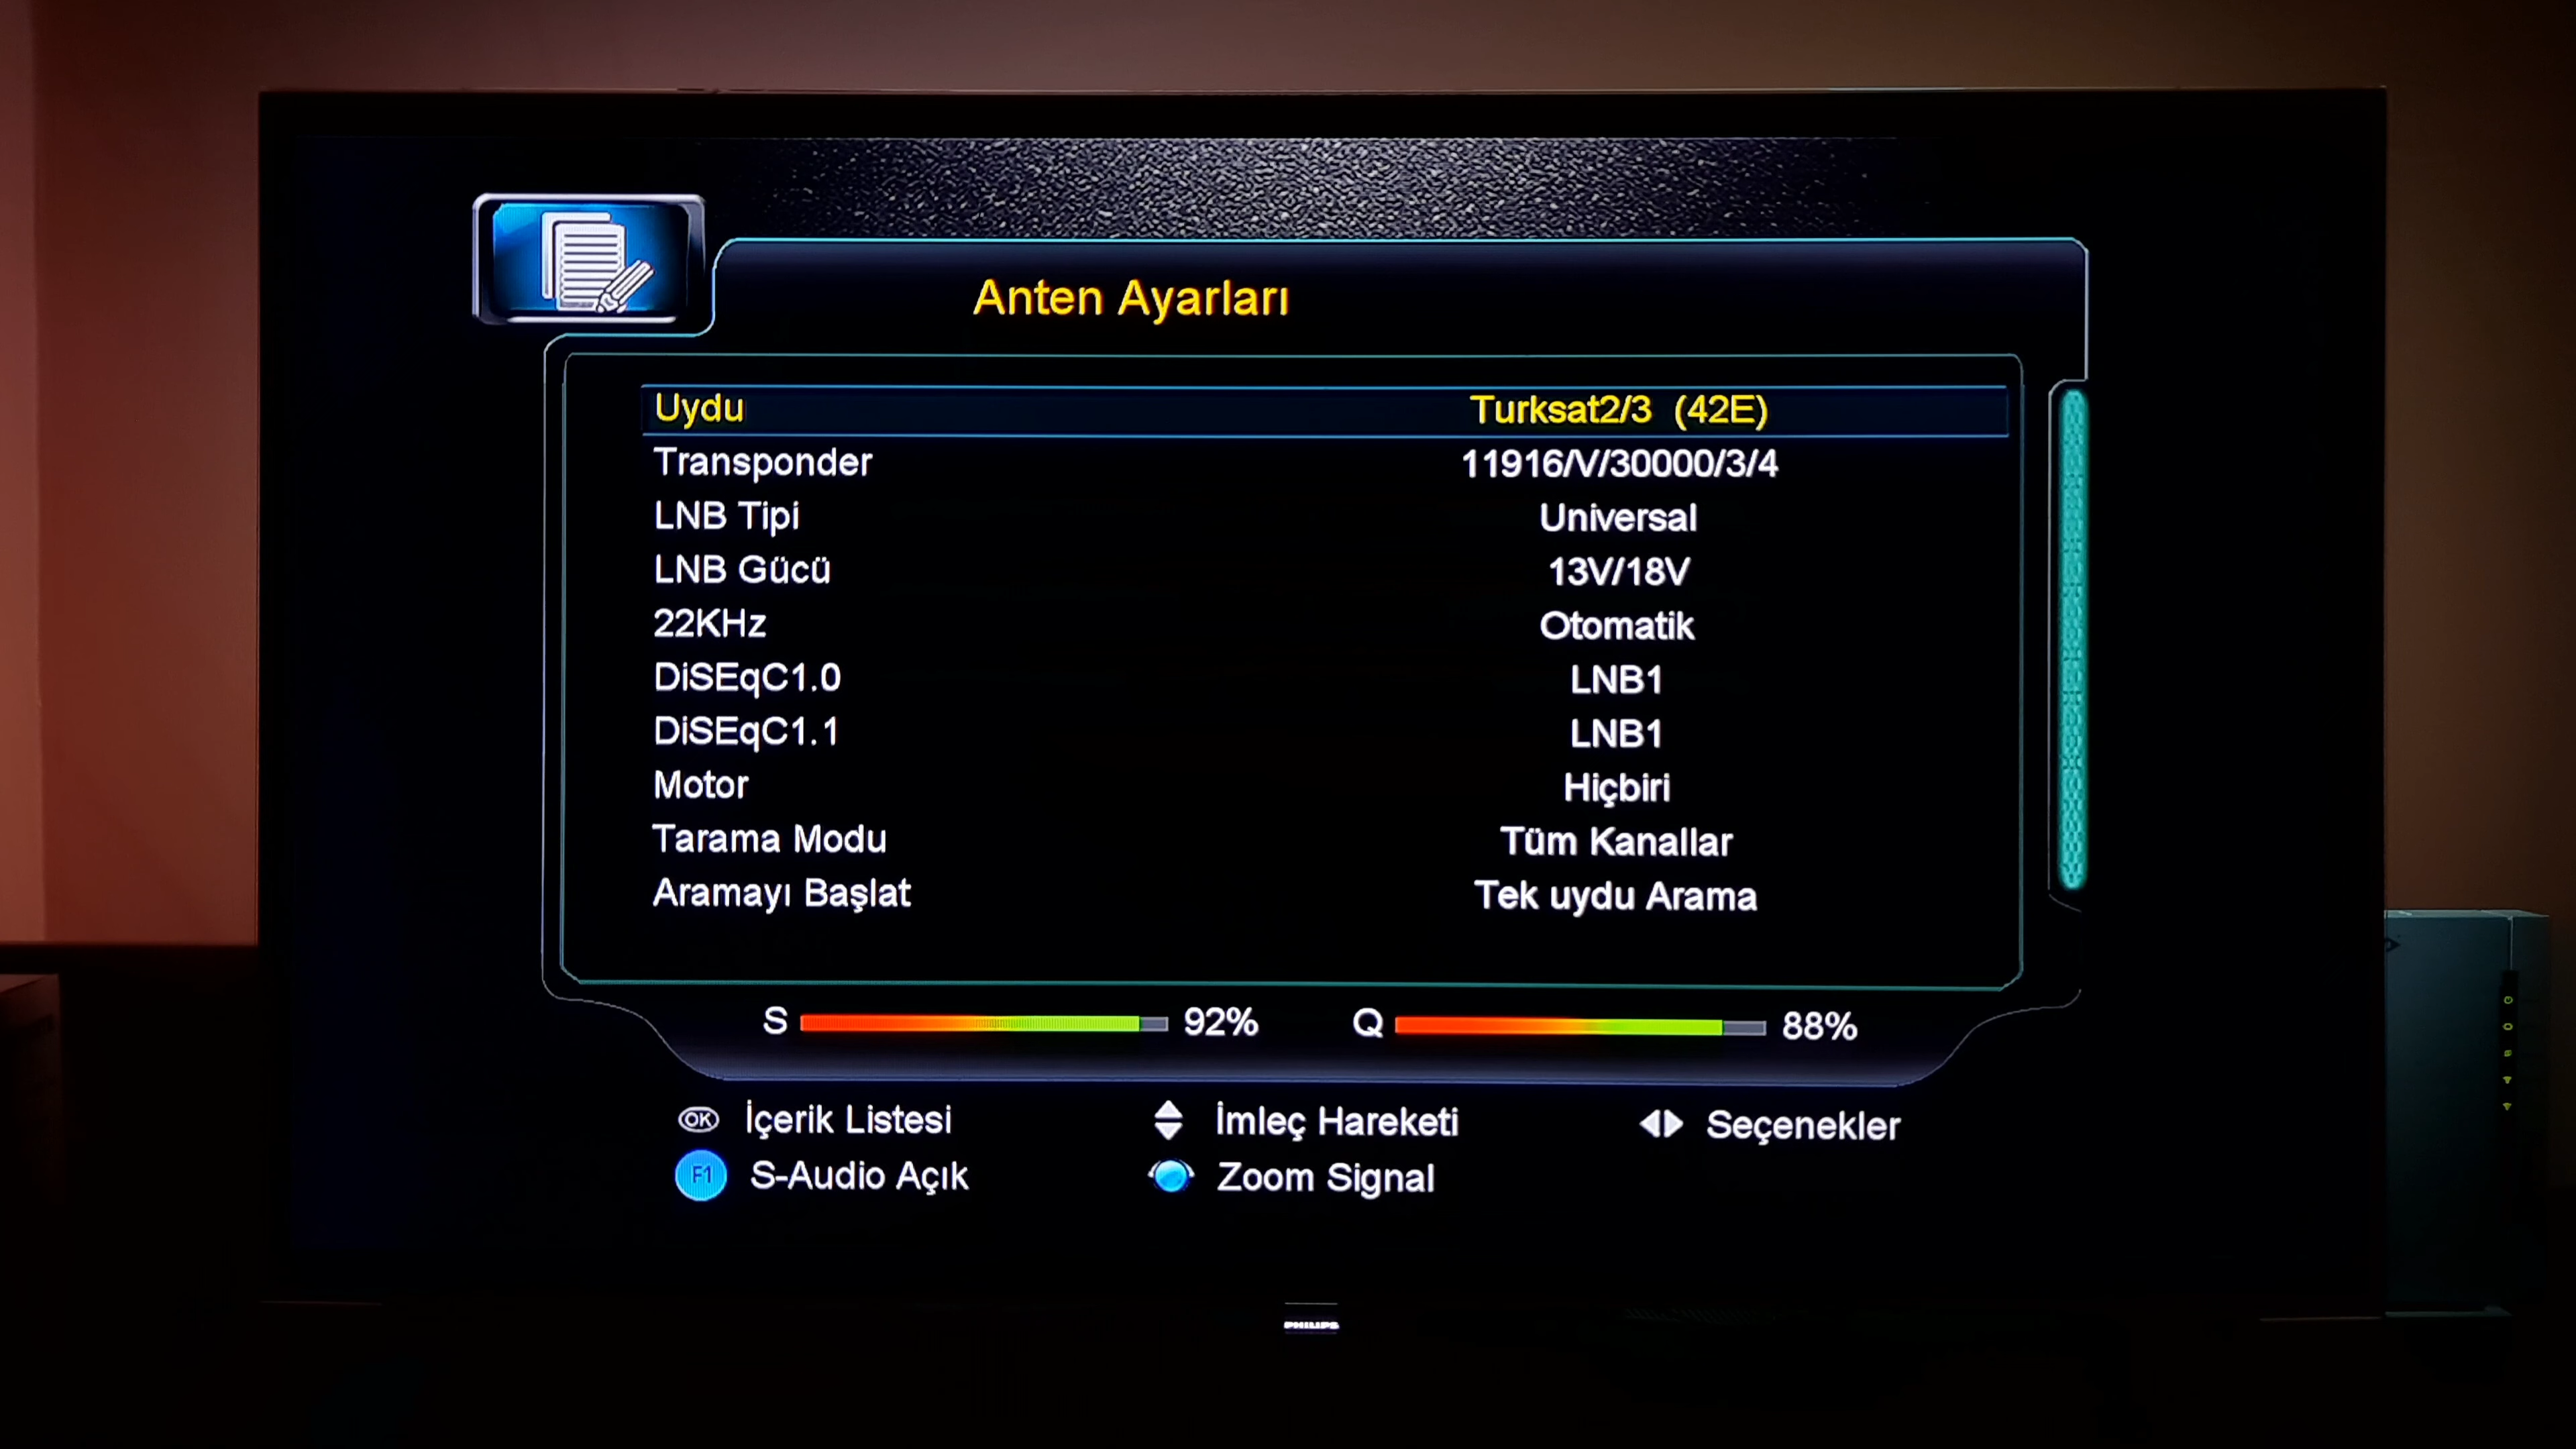 Anten Ayarları
Uydu Turksat2/3 (42E)
Transponder 11916/V/30000/3/4
LNB Tipi Universal
LNB Gücü 13V/18V
22KHz Otomatik
DiSEqC1.0 LNB1
DiSEqC1.1 LNB1
Motor Hiçbiri
Tarama Modu Tüm Kanallar
Aramayı Başlat Tek uydu Arama
S 92% Q 88%
OK İçerik Listesi İmleç Hareketi Seçenekler
F1 S-Audio Açık Zoom Signal
PHILIPS